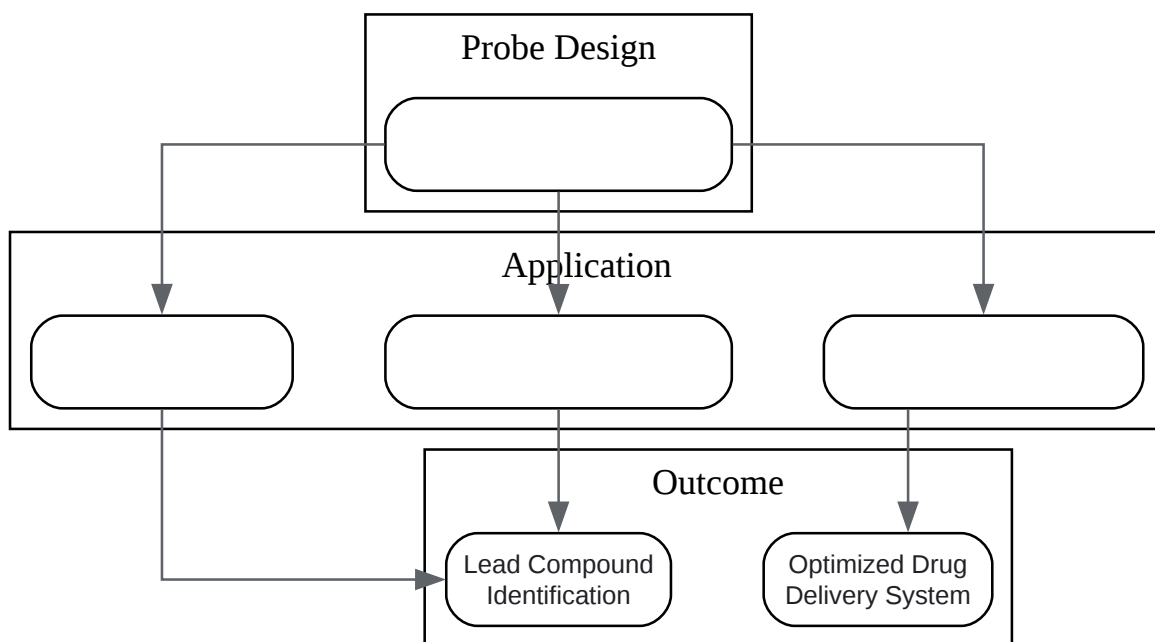 Probe Design
Application
Outcome
Lead Compound
Identification
Optimized Drug
Delivery System